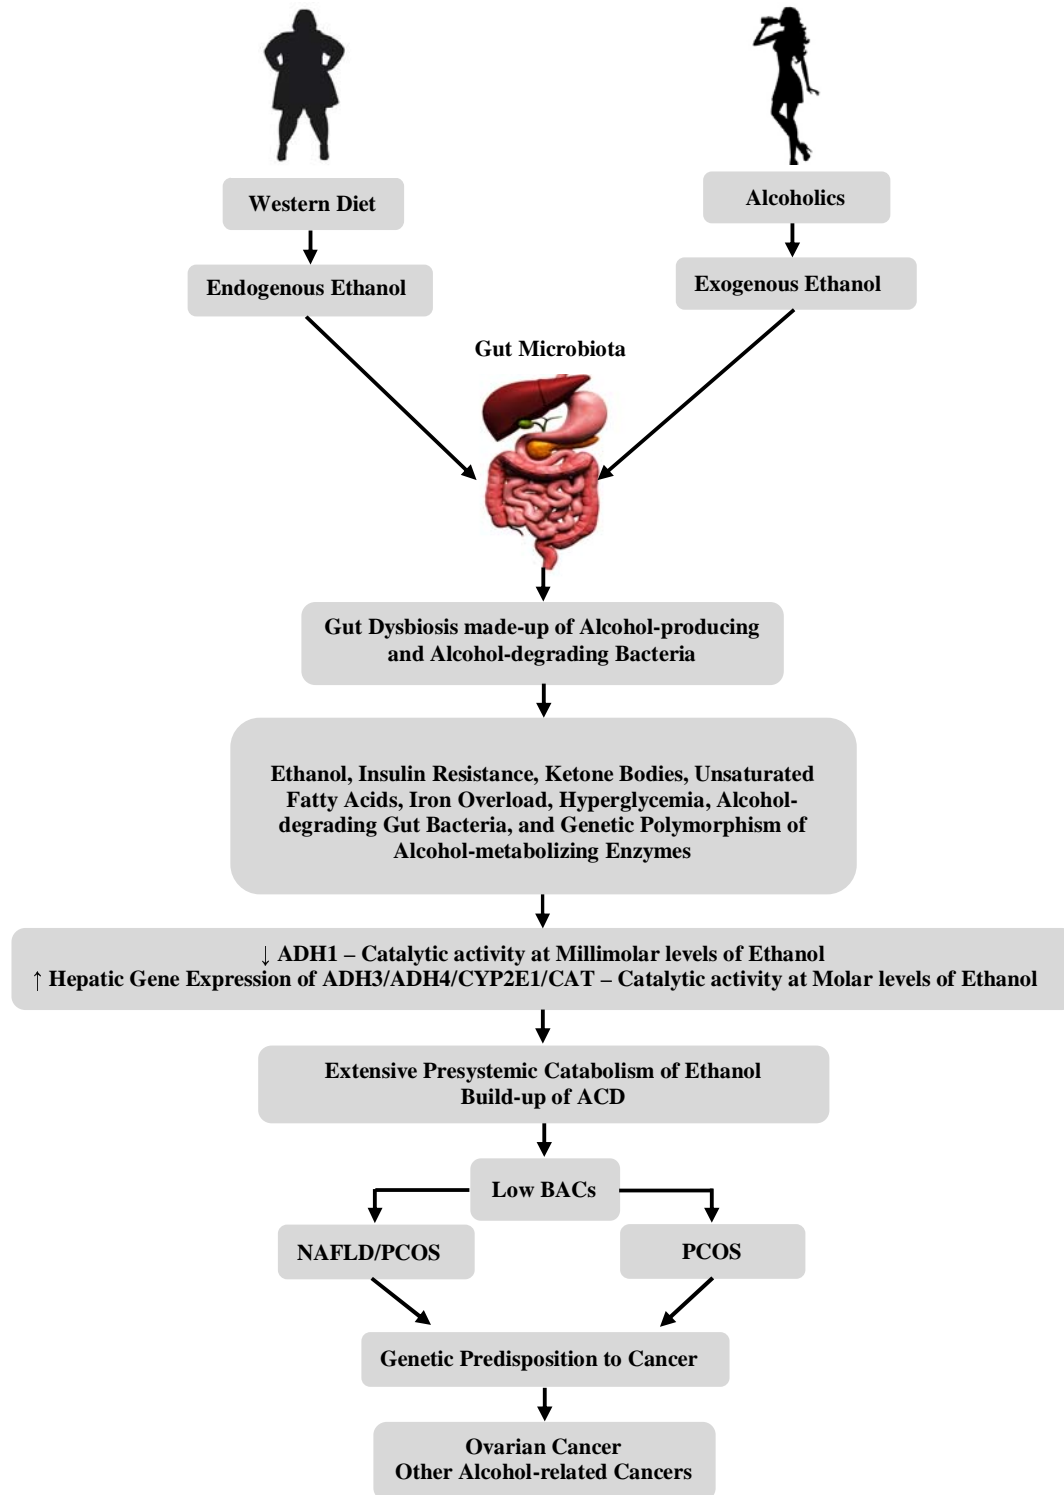 Western Diet
Alcoholics
Endogenous Ethanol
Exogenous Ethanol
Gut Microbiota
Gut Dysbiosis made-up of Alcohol-producing
and Alcohol-degrading Bacteria
Ethanol, Insulin Resistance, Ketone Bodies, Unsaturated
Fatty Acids, Iron Overload, Hyperglycemia, Alcohol-
degrading Gut Bacteria, and Genetic Polymorphism of
Alcohol-metabolizing Enzymes
↓ ADH1 – Catalytic activity at Millimolar levels of Ethanol
↑ Hepatic Gene Expression of ADH3/ADH4/CYP2E1/CAT – Catalytic activity at Molar levels of Ethanol
Extensive Presystemic Catabolism of Ethanol
Build-up of ACD
Low BACs
NAFLD/PCOS
PCOS
Genetic Predisposition to Cancer
Ovarian Cancer
Other Alcohol-related Cancers